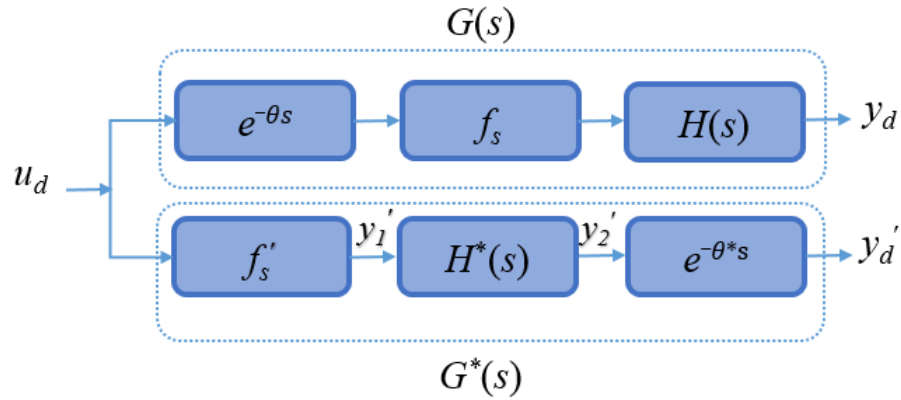 G(s)
e^{-θs} f_s H(s) y_d
u_d
f_s' y_1' H^*(s) y_2' e^{-θ*s} y_d'
G^*(s)